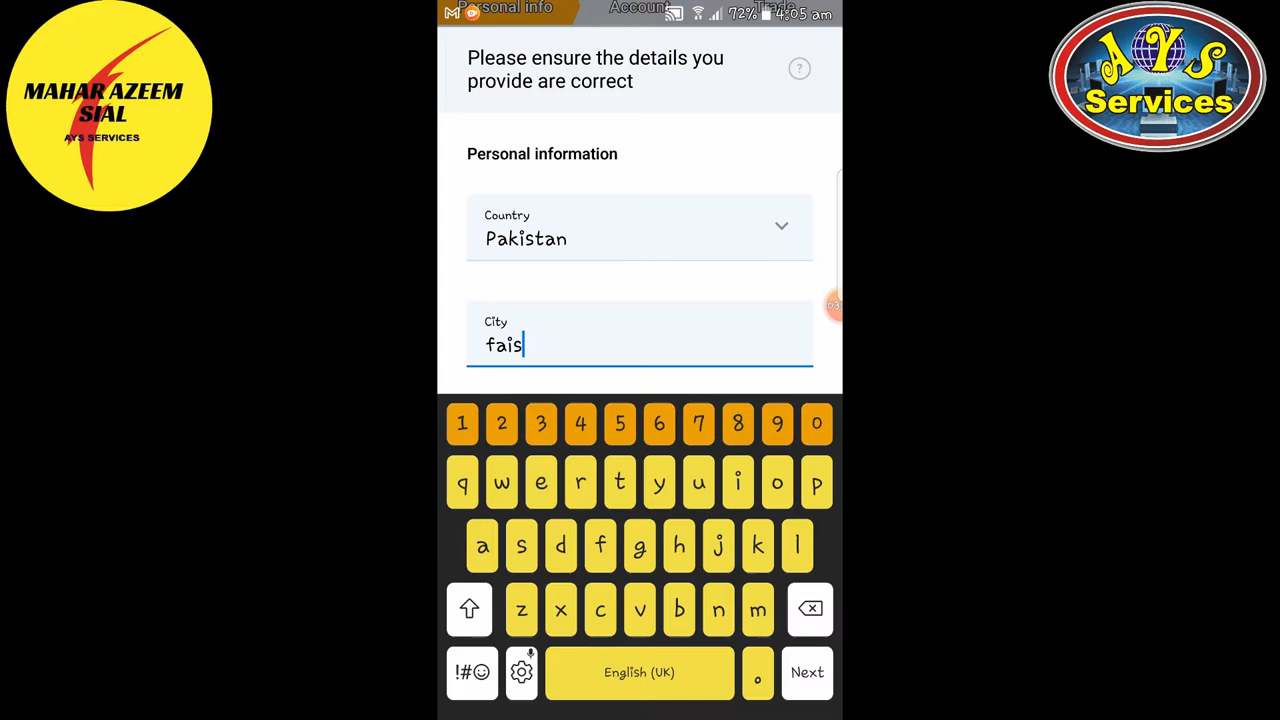 MAHAR AZEEM
SIAL
AYS SERVICES
AYS
Services
Personal info Account Trade
72% 4:05 am
Please ensure the details you
provide are correct
?
Personal information
Country
Pakistan
City
fais
1 2 3 4 5 6 7 8 9 0
q w e r t y u i o p
a s d f g h j k l
z x c v b n m
!#☺ English (UK) . Next